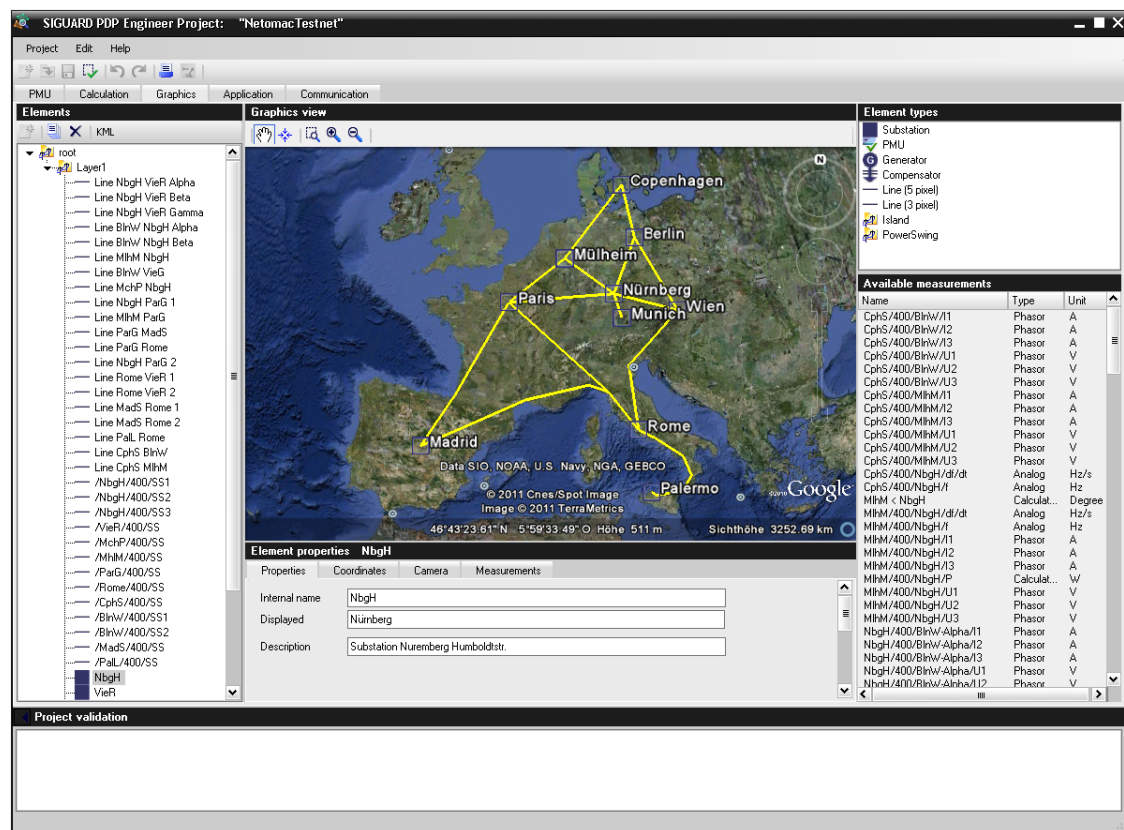 SIGUARD PDP Engineer Project: "NetomacTestnet"
Project Edit Help
PMU Calculation Graphics Application Communication
Elements
KML
root
Layer1
Line NbgH VieR Alpha
Line NbgH VieR Beta
Line NbgH VieR Gamma
Line BlnW NbgH Alpha
Line BlnW NbgH Beta
Line MlhM NbgH
Line BlnW VieG
Line MchP NbgH
Line NbgH ParG 1
Line MlhM ParG
Line ParG MadS
Line ParG Rome
Line NbgH ParG 2
Line Rome VieR 1
Line Rome VieR 2
Line MadS Rome 1
Line MadS Rome 2
Line PalL Rome
Line CphS BlnW
Line CphS MlhM
/NbgH/400/SS1
/NbgH/400/SS2
/NbgH/400/SS3
/VieR/400/SS
/MchP/400/SS
/MhlM/400/SS
/ParG/400/SS
/Rome/400/SS
/CphS/400/SS
/BlnW/400/SS1
/BlnW/400/SS2
/MadS/400/SS
/PalL/400/SS
NbgH
VieR
Graphics view
N
Copenhagen
Berlin
Mülheim
Nürnberg
Paris
Wien
Munich
Rome
Madrid
Palermo
Data SIO, NOAA, U.S. Navy, NGA, GEBCO
© 2011 Cnes/Spot Image
Image © 2011 TerraMetrics
©2010 Google
46°43'23.61" N 5°59'33.49" O Höhe 511 m Sichthöhe 3252.69 km
Element properties NbgH
Properties Coordinates Camera Measurements
Internal name NbgH
Displayed Nürnberg
Description Substation Nuremberg Humboldtstr.
Element types
Substation
PMU
G Generator
Compensator
Line (5 pixel)
Line (3 pixel)
Island
PowerSwing
Available measurements
Name Type Unit
CphS/400/BlnW/I1 Phasor A
CphS/400/BlnW/I2 Phasor A
CphS/400/BlnW/I3 Phasor A
CphS/400/BlnW/U1 Phasor V
CphS/400/BlnW/U2 Phasor V
CphS/400/BlnW/U3 Phasor V
CphS/400/MlhM/I1 Phasor A
CphS/400/MlhM/I2 Phasor A
CphS/400/MlhM/I3 Phasor A
CphS/400/MlhM/U1 Phasor V
CphS/400/MlhM/U2 Phasor V
CphS/400/MlhM/U3 Phasor V
CphS/400/NbgH/df/dt Analog Hz/s
CphS/400/NbgH/f Analog Hz
MlhM < NbgH Calculat... Degree
MlhM/400/NbgH/df/dt Analog Hz/s
MlhM/400/NbgH/f Analog Hz
MlhM/400/NbgH/I1 Phasor A
MlhM/400/NbgH/I2 Phasor A
MlhM/400/NbgH/I3 Phasor A
MlhM/400/NbgH/P Calculat... W
MlhM/400/NbgH/U1 Phasor V
MlhM/400/NbgH/U2 Phasor V
MlhM/400/NbgH/U3 Phasor V
NbgH/400/BlnW-Alpha/I1 Phasor A
NbgH/400/BlnW-Alpha/I2 Phasor A
NbgH/400/BlnW-Alpha/I3 Phasor A
NbgH/400/BlnW-Alpha/U1 Phasor V
NbgH/400/BlnW-Alpha/U2 Phasor V
Project validation